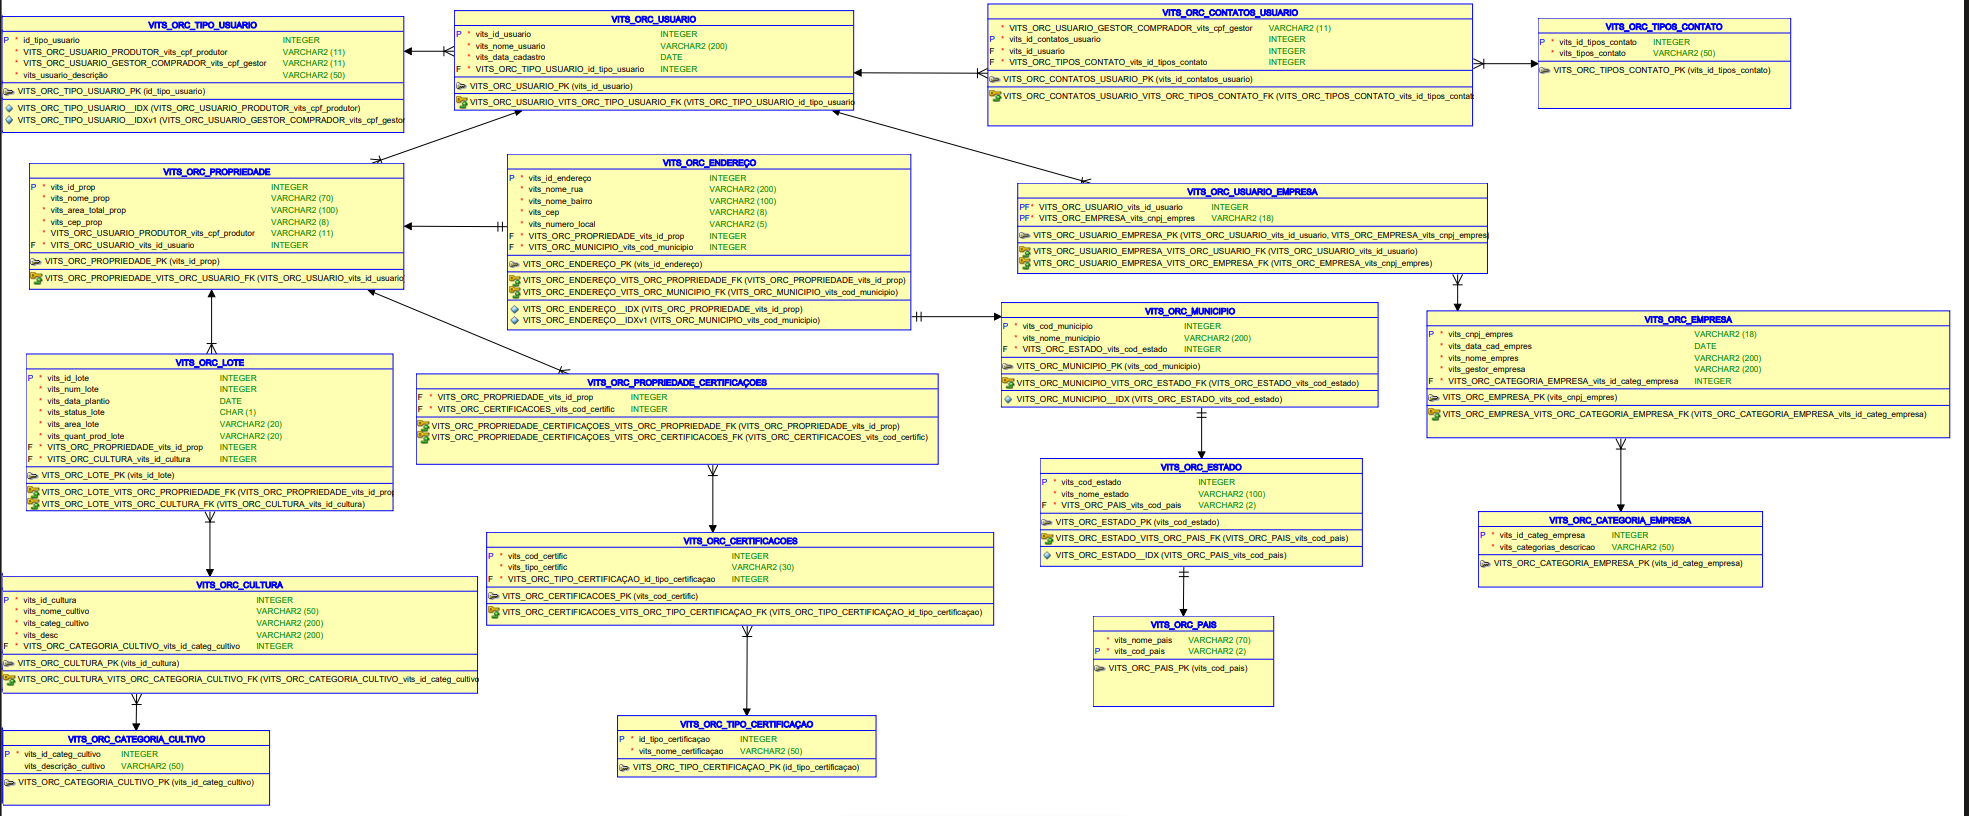 VITS_ORC_TIPO_USUARIO
P * id_tipo_usuario INTEGER
* VITS_ORC_USUARIO_PRODUTOR_vits_cpf_produtor VARCHAR2 (11)
* VITS_ORC_USUARIO_GESTOR_COMPRADOR_vits_cpf_gestor VARCHAR2 (11)
* vits_usuario_descrição VARCHAR2 (50)
VITS_ORC_TIPO_USUARIO_PK (id_tipo_usuario)
VITS_ORC_TIPO_USUARIO__IDX (VITS_ORC_USUARIO_PRODUTOR_vits_cpf_produtor)
VITS_ORC_TIPO_USUARIO__IDXv1 (VITS_ORC_USUARIO_GESTOR_COMPRADOR_vits_cpf_gestor
VITS_ORC_USUARIO
P * vits_id_usuario INTEGER
* vits_nome_usuario VARCHAR2 (200)
* vits_data_cadastro DATE
F * VITS_ORC_TIPO_USUARIO_id_tipo_usuario INTEGER
VITS_ORC_USUARIO_PK (vits_id_usuario)
VITS_ORC_USUARIO_VITS_ORC_TIPO_USUARIO_FK (VITS_ORC_TIPO_USUARIO_id_tipo_usuario
VITS_ORC_CONTATOS_USUARIO
* VITS_ORC_USUARIO_GESTOR_COMPRADOR_vits_cpf_gestor VARCHAR2 (11)
P * vits_id_contatos_usuario INTEGER
F * vits_id_usuario INTEGER
F * VITS_ORC_TIPOS_CONTATO_vits_id_tipos_contato INTEGER
VITS_ORC_CONTATOS_USUARIO_PK (vits_id_contatos_usuario)
VITS_ORC_CONTATOS_USUARIO_VITS_ORC_TIPOS_CONTATO_FK (VITS_ORC_TIPOS_CONTATO_vits_id_tipos_contat
VITS_ORC_TIPOS_CONTATO
P * vits_id_tipos_contato INTEGER
* vits_tipos_contato VARCHAR2 (50)
VITS_ORC_TIPOS_CONTATO_PK (vits_id_tipos_contato)
VITS_ORC_PROPRIEDADE
P * vits_id_prop INTEGER
* vits_nome_prop VARCHAR2 (70)
* vits_area_total_prop VARCHAR2 (100)
* vits_cep_prop VARCHAR2 (8)
* VITS_ORC_USUARIO_PRODUTOR_vits_cpf_produtor VARCHAR2 (11)
F * VITS_ORC_USUARIO_vits_id_usuario INTEGER
VITS_ORC_PROPRIEDADE_PK (vits_id_prop)
VITS_ORC_PROPRIEDADE_VITS_ORC_USUARIO_FK (VITS_ORC_USUARIO_vits_id_usuario
VITS_ORC_ENDEREÇO
P * vits_id_endereço INTEGER
* vits_nome_rua VARCHAR2 (200)
* vits_nome_bairro VARCHAR2 (100)
* vits_cep VARCHAR2 (8)
* vits_numero_local VARCHAR2 (5)
F * VITS_ORC_PROPRIEDADE_vits_id_prop INTEGER
F * VITS_ORC_MUNICIPIO_vits_cod_municipio INTEGER
VITS_ORC_ENDEREÇO_PK (vits_id_endereço)
VITS_ORC_ENDEREÇO_VITS_ORC_PROPRIEDADE_FK (VITS_ORC_PROPRIEDADE_vits_id_prop)
VITS_ORC_ENDEREÇO_VITS_ORC_MUNICIPIO_FK (VITS_ORC_MUNICIPIO_vits_cod_municipio)
VITS_ORC_ENDEREÇO__IDX (VITS_ORC_PROPRIEDADE_vits_id_prop)
VITS_ORC_ENDEREÇO__IDXv1 (VITS_ORC_MUNICIPIO_vits_cod_municipio)
VITS_ORC_USUARIO_EMPRESA
PF* VITS_ORC_USUARIO_vits_id_usuario INTEGER
PF* VITS_ORC_EMPRESA_vits_cnpj_empres VARCHAR2 (18)
VITS_ORC_USUARIO_EMPRESA_PK (VITS_ORC_USUARIO_vits_id_usuario, VITS_ORC_EMPRESA_vits_cnpj_empres)
VITS_ORC_USUARIO_EMPRESA_VITS_ORC_USUARIO_FK (VITS_ORC_USUARIO_vits_id_usuario)
VITS_ORC_USUARIO_EMPRESA_VITS_ORC_EMPRESA_FK (VITS_ORC_EMPRESA_vits_cnpj_empres)
VITS_ORC_MUNICIPIO
P * vits_cod_municipio INTEGER
* vits_nome_municipio VARCHAR2 (200)
F * VITS_ORC_ESTADO_vits_cod_estado INTEGER
VITS_ORC_MUNICIPIO_PK (vits_cod_municipio)
VITS_ORC_MUNICIPIO_VITS_ORC_ESTADO_FK (VITS_ORC_ESTADO_vits_cod_estado)
VITS_ORC_MUNICIPIO__IDX (VITS_ORC_ESTADO_vits_cod_estado)
VITS_ORC_EMPRESA
P * vits_cnpj_empres VARCHAR2 (18)
* vits_data_cad_empres DATE
* vits_nome_empres VARCHAR2 (200)
* vits_gestor_empresa VARCHAR2 (200)
F * VITS_ORC_CATEGORIA_EMPRESA_vits_id_categ_empresa INTEGER
VITS_ORC_EMPRESA_PK (vits_cnpj_empres)
VITS_ORC_EMPRESA_VITS_ORC_CATEGORIA_EMPRESA_FK (VITS_ORC_CATEGORIA_EMPRESA_vits_id_categ_empresa)
VITS_ORC_LOTE
P * vits_id_lote INTEGER
* vits_num_lote INTEGER
* vits_data_plantio DATE
* vits_status_lote CHAR (1)
* vits_area_lote VARCHAR2 (20)
* vits_quant_prod_lote VARCHAR2 (20)
F * VITS_ORC_PROPRIEDADE_vits_id_prop INTEGER
F * VITS_ORC_CULTURA_vits_id_cultura INTEGER
VITS_ORC_LOTE_PK (vits_id_lote)
VITS_ORC_LOTE_VITS_ORC_PROPRIEDADE_FK (VITS_ORC_PROPRIEDADE_vits_id_prop
VITS_ORC_LOTE_VITS_ORC_CULTURA_FK (VITS_ORC_CULTURA_vits_id_cultura)
VITS_ORC_PROPRIEDADE_CERTIFICAÇOES
F * VITS_ORC_PROPRIEDADE_vits_id_prop INTEGER
F * VITS_ORC_CERTIFICACOES_vits_cod_certific INTEGER
VITS_ORC_PROPRIEDADE_CERTIFICAÇOES_VITS_ORC_PROPRIEDADE_FK (VITS_ORC_PROPRIEDADE_vits_id_prop)
VITS_ORC_PROPRIEDADE_CERTIFICAÇOES_VITS_ORC_CERTIFICACOES_FK (VITS_ORC_CERTIFICACOES_vits_cod_certific)
VITS_ORC_ESTADO
P * vits_cod_estado INTEGER
* vits_nome_estado VARCHAR2 (100)
F * VITS_ORC_PAIS_vits_cod_pais VARCHAR2 (2)
VITS_ORC_ESTADO_PK (vits_cod_estado)
VITS_ORC_ESTADO_VITS_ORC_PAIS_FK (VITS_ORC_PAIS_vits_cod_pais)
VITS_ORC_ESTADO__IDX (VITS_ORC_PAIS_vits_cod_pais)
VITS_ORC_CATEGORIA_EMPRESA
P * vits_id_categ_empresa INTEGER
* vits_categorias_descricao VARCHAR2 (50)
VITS_ORC_CATEGORIA_EMPRESA_PK (vits_id_categ_empresa)
VITS_ORC_CERTIFICACOES
P * vits_cod_certific INTEGER
* vits_tipo_certific VARCHAR2 (30)
F * VITS_ORC_TIPO_CERTIFICAÇAO_id_tipo_certificaçao INTEGER
VITS_ORC_CERTIFICACOES_PK (vits_cod_certific)
VITS_ORC_CERTIFICACOES_VITS_ORC_TIPO_CERTIFICAÇAO_FK (VITS_ORC_TIPO_CERTIFICAÇAO_id_tipo_certificaçao)
VITS_ORC_CULTURA
P * vits_id_cultura INTEGER
* vits_nome_cultivo VARCHAR2 (50)
* vits_categ_cultivo VARCHAR2 (200)
* vits_desc VARCHAR2 (200)
F * VITS_ORC_CATEGORIA_CULTIVO_vits_id_categ_cultivo INTEGER
VITS_ORC_CULTURA_PK (vits_id_cultura)
VITS_ORC_CULTURA_VITS_ORC_CATEGORIA_CULTIVO_FK (VITS_ORC_CATEGORIA_CULTIVO_vits_id_categ_cultivo
VITS_ORC_PAIS
* vits_nome_pais VARCHAR2 (70)
P * vits_cod_pais VARCHAR2 (2)
VITS_ORC_PAIS_PK (vits_cod_pais)
VITS_ORC_TIPO_CERTIFICAÇAO
P * id_tipo_certificaçao INTEGER
* vits_nome_certificaçao VARCHAR2 (50)
VITS_ORC_TIPO_CERTIFICAÇAO_PK (id_tipo_certificaçao)
VITS_ORC_CATEGORIA_CULTIVO
P * vits_id_categ_cultivo INTEGER
vits_descrição_cultivo VARCHAR2 (50)
VITS_ORC_CATEGORIA_CULTIVO_PK (vits_id_categ_cultivo)